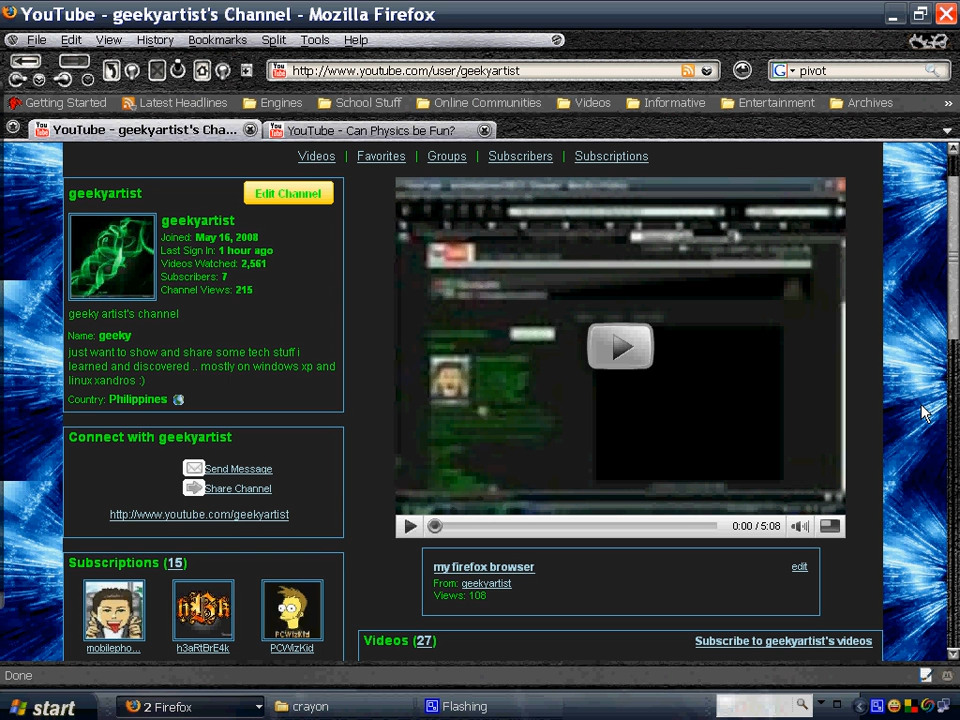 YouTube - geekyartist's Channel - Mozilla Firefox
File Edit View History Bookmarks Split Tools Help
You Tube http://www.youtube.com/user/geekyartist G pivot
Getting Started Latest Headlines Engines School Stuff Online Communities Videos Informative Entertainment Archives »
YouTube - geekyartist's Cha... YouTube - Can Physics be Fun?
Videos | Favorites | Groups | Subscribers | Subscriptions
geekyartist Edit Channel
geekyartist
Joined: May 16, 2008
Last Sign In: 1 hour ago
Videos Watched: 2,561
Subscribers: 7
Channel Views: 215
geeky artist's channel
Name: geeky
just want to show and share some tech stuff i
learned and discovered .. mostly on windows xp and
linux xandros :)
Country: Philippines
Connect with geekyartist
Send Message
Share Channel
http://www.youtube.com/geekyartist
Subscriptions (15)
h3RK
PCWizKid
mobilepho... h3aRtBrE4k PCWizKid
0:00 / 5:08
my firefox browser edit
From: geekyartist
Views: 108
Videos (27) Subscribe to geekyartist's videos
Done
start 2 Firefox crayon Flashing